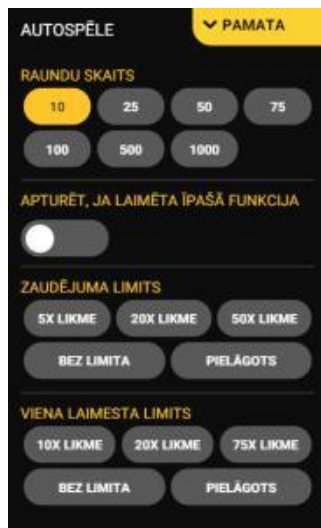 AUTOSPĒLE
PAMATA
RAUNDU SKAITS
10 25 50 75
100 500 1000
APTURĒT, JA LAIMĒTA ĪPAŠĀ FUNKCIJA
ZAUDĒJUMA LIMITS
5X LIKME 20X LIKME 50X LIKME
BEZ LIMITA PIELĀGOTS
VIENA LAIMESTA LIMITS
10X LIKME 20X LIKME 75X LIKME
BEZ LIMITA PIELĀGOTS